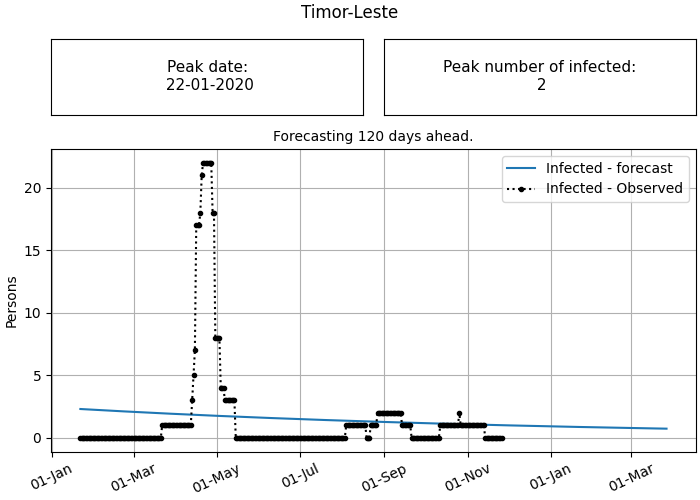 Timor-Leste
Peak date:
22-01-2020
Peak number of infected:
2
Forecasting 120 days ahead.
Infected - forecast
Infected - Observed
Persons
20
15
10
5
0
01-Jan
01-Mar
01-May
01-Jul
01-Sep
01-Nov
01-Jan
01-Mar